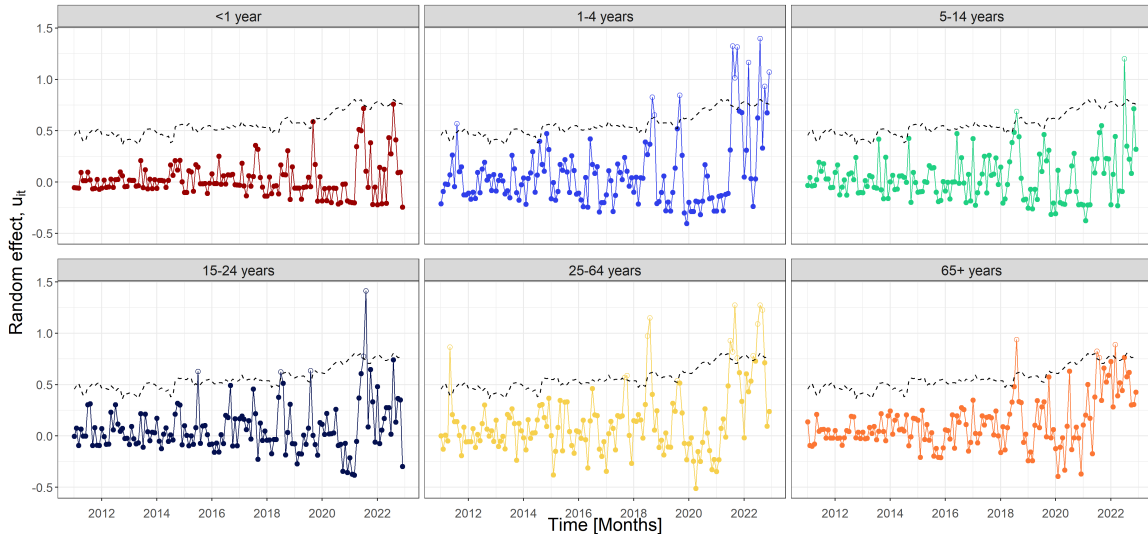 <1 year
1-4 years
5-14 years
1.5
1.0
0.5
0.0
-0.5
15-24 years
25-64 years
65+ years
1.5
1.0
0.5
0.0
-0.5
Random effect, uit
2012 2014 2016 2018 2020 2022
2012 2014 2016 2018 2020 2022
2012 2014 2016 2018 2020 2022
Time [Months]